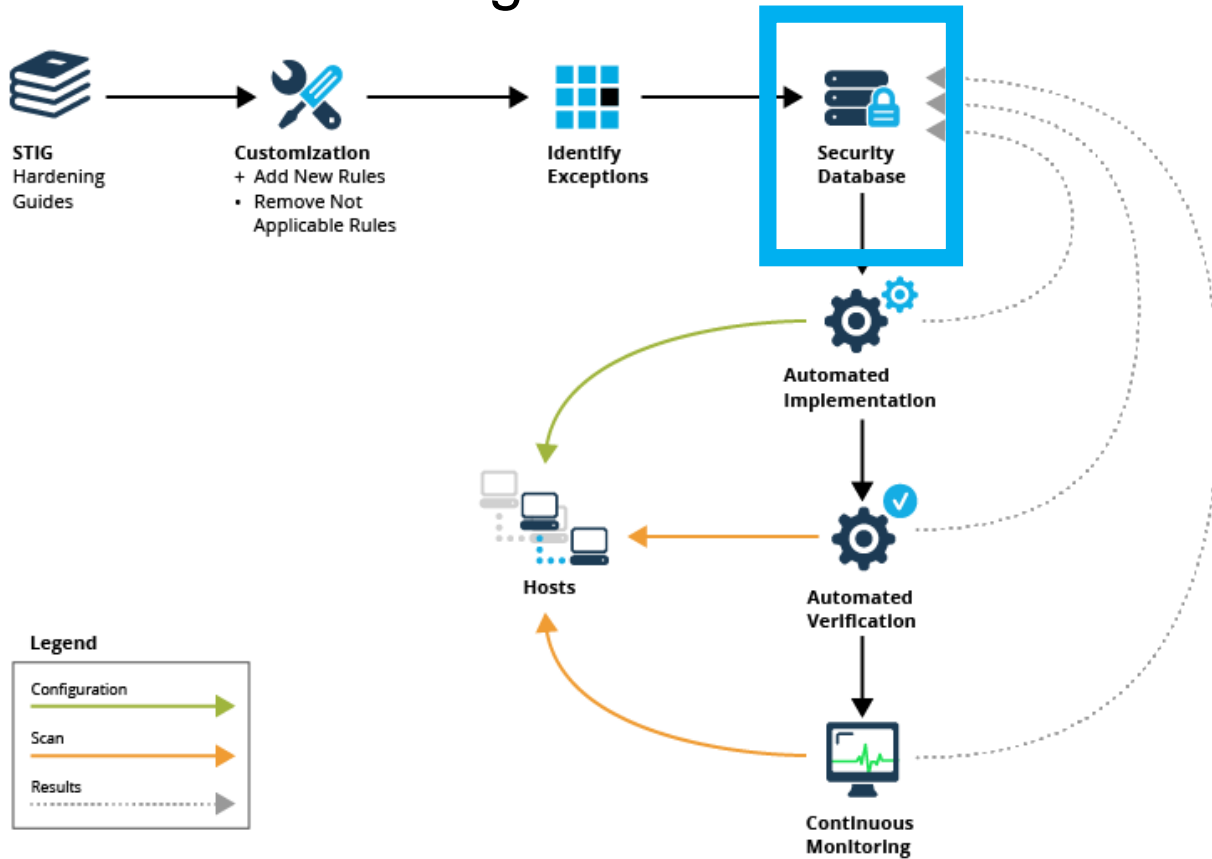 STIG
Hardening
Guides
Customization
+ Add New Rules
• Remove Not
Applicable Rules
Identify
Exceptions
Security
Database
Automated
Implementation
Hosts
Automated
Verification
Legend
Configuration
Scan
Results
Continuous
Monitoring